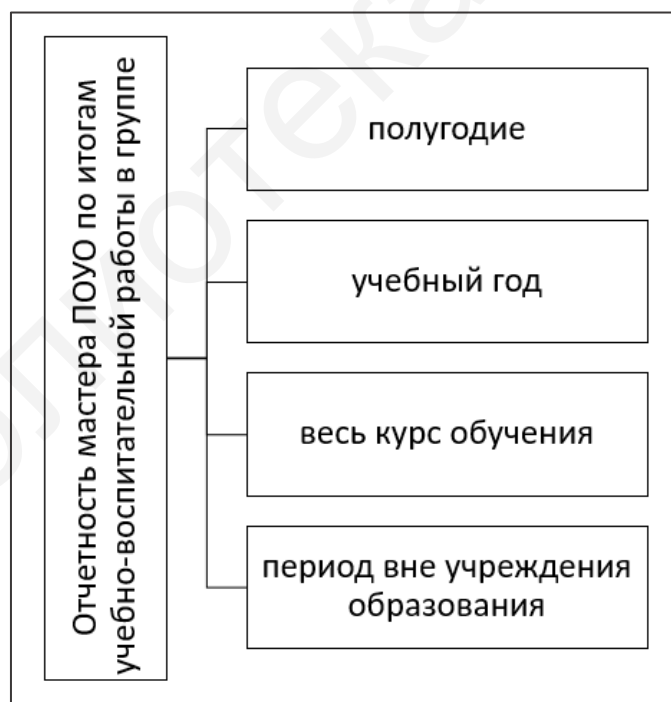 Отчетность мастера ПОУО по итогам
учебно-воспитательной работы в группе
полугодие
учебный год
весь курс обучения
период вне учреждения
образования